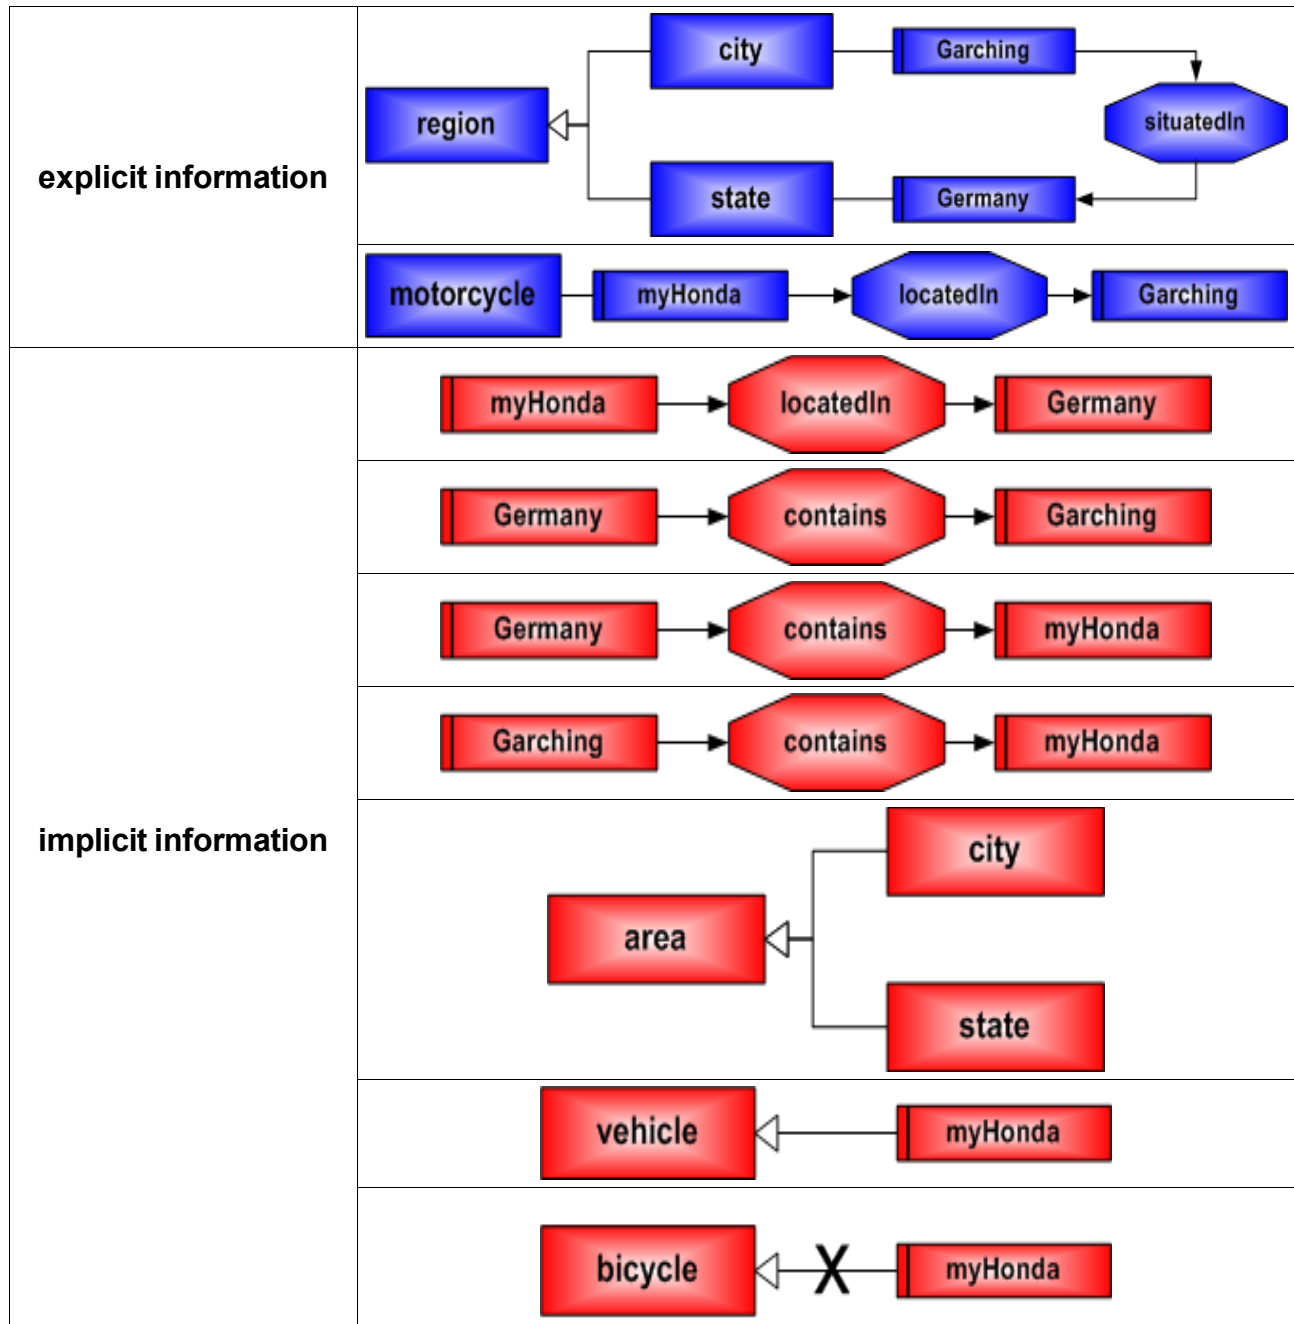 explicit information
city
Garching
region
situatedIn
state
Germany
motorcycle
myHonda
locatedIn
Garching
implicit information
myHonda
locatedIn
Germany
Germany
contains
Garching
Germany
contains
myHonda
Garching
contains
myHonda
city
area
state
vehicle
myHonda
bicycle
X
myHonda